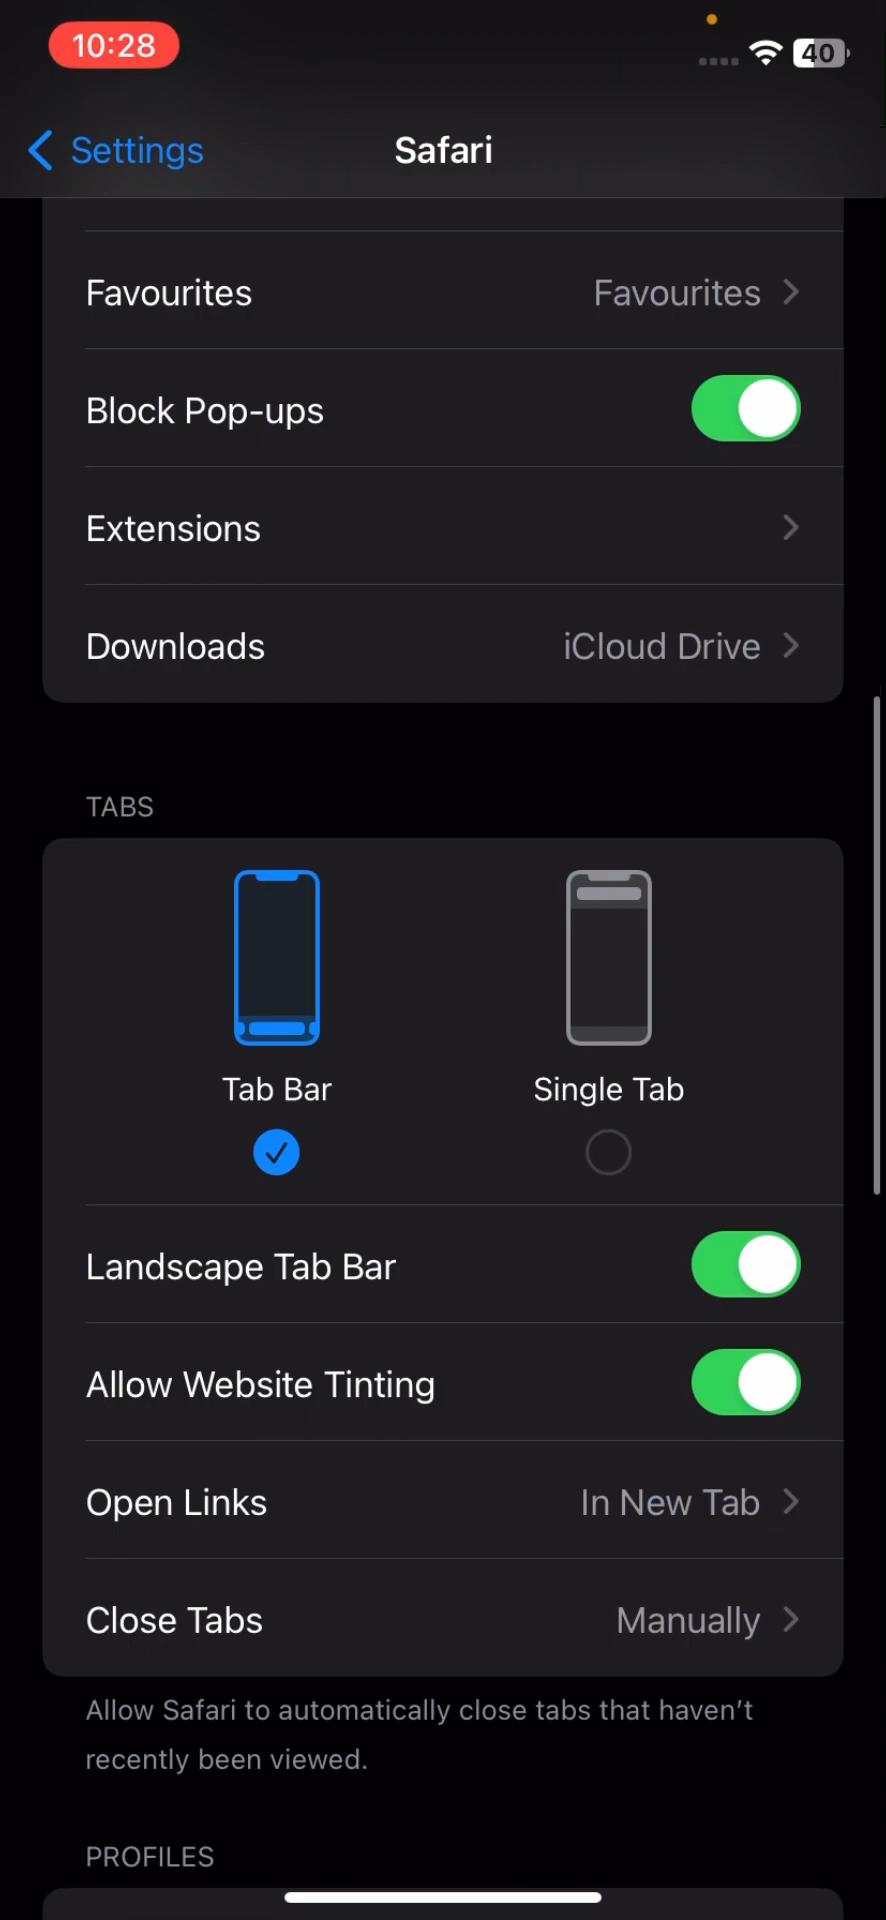 10:28
40
Settings
Safari
Favourites Favourites
Block Pop-ups
Extensions
Downloads iCloud Drive
TABS
Tab Bar Single Tab
Landscape Tab Bar
Allow Website Tinting
Open Links In New Tab
Close Tabs Manually
Allow Safari to automatically close tabs that haven’t
recently been viewed.
PROFILES